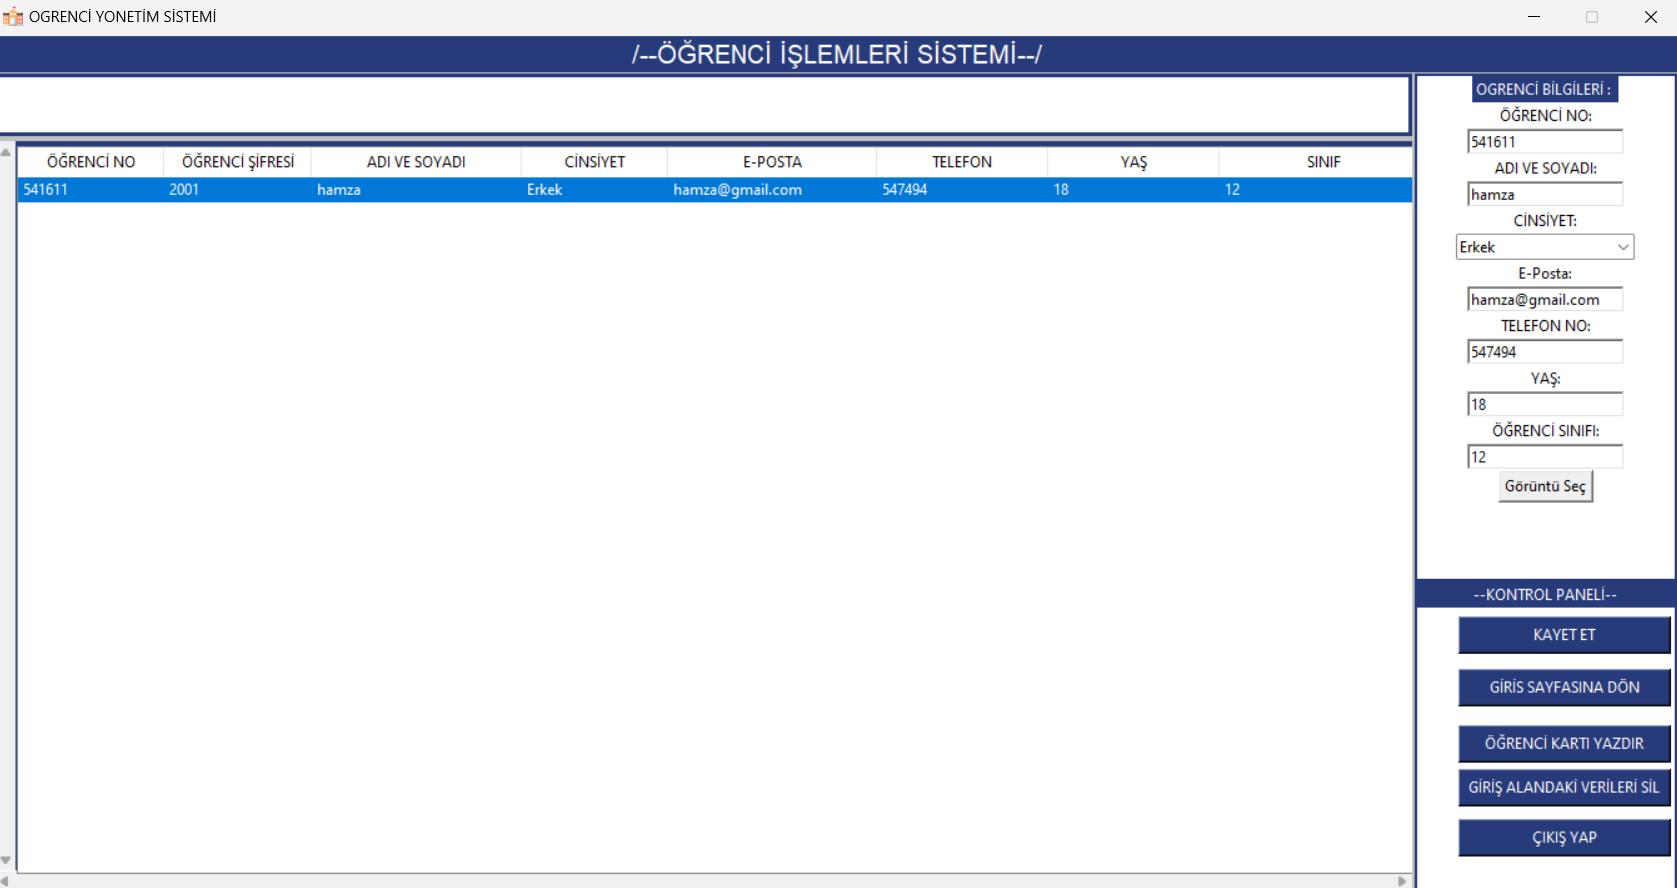 OGRENCİ YONETİM SİSTEMİ
/--ÖĞRENCİ İŞLEMLERİ SİSTEMİ--/
ÖĞRENCİ NO ÖĞRENCİ ŞİFRESİ ADI VE SOYADI CİNSİYET E-POSTA TELEFON YAŞ SINIF
541611 2001 hamza Erkek hamza@gmail.com 547494 18 12
OGRENCİ BİLGİLERİ :
ÖĞRENCİ NO:
541611
ADI VE SOYADI:
hamza
CİNSİYET:
Erkek
E-Posta:
hamza@gmail.com
TELEFON NO:
547494
YAŞ:
18
ÖĞRENCİ SINIFI:
12
Görüntü Seç
--KONTROL PANELİ--
KAYET ET
GİRİS SAYFASINA DÖN
ÖĞRENCİ KARTI YAZDIR
GİRİŞ ALANDAKİ VERİLERİ SİL
ÇIKIŞ YAP